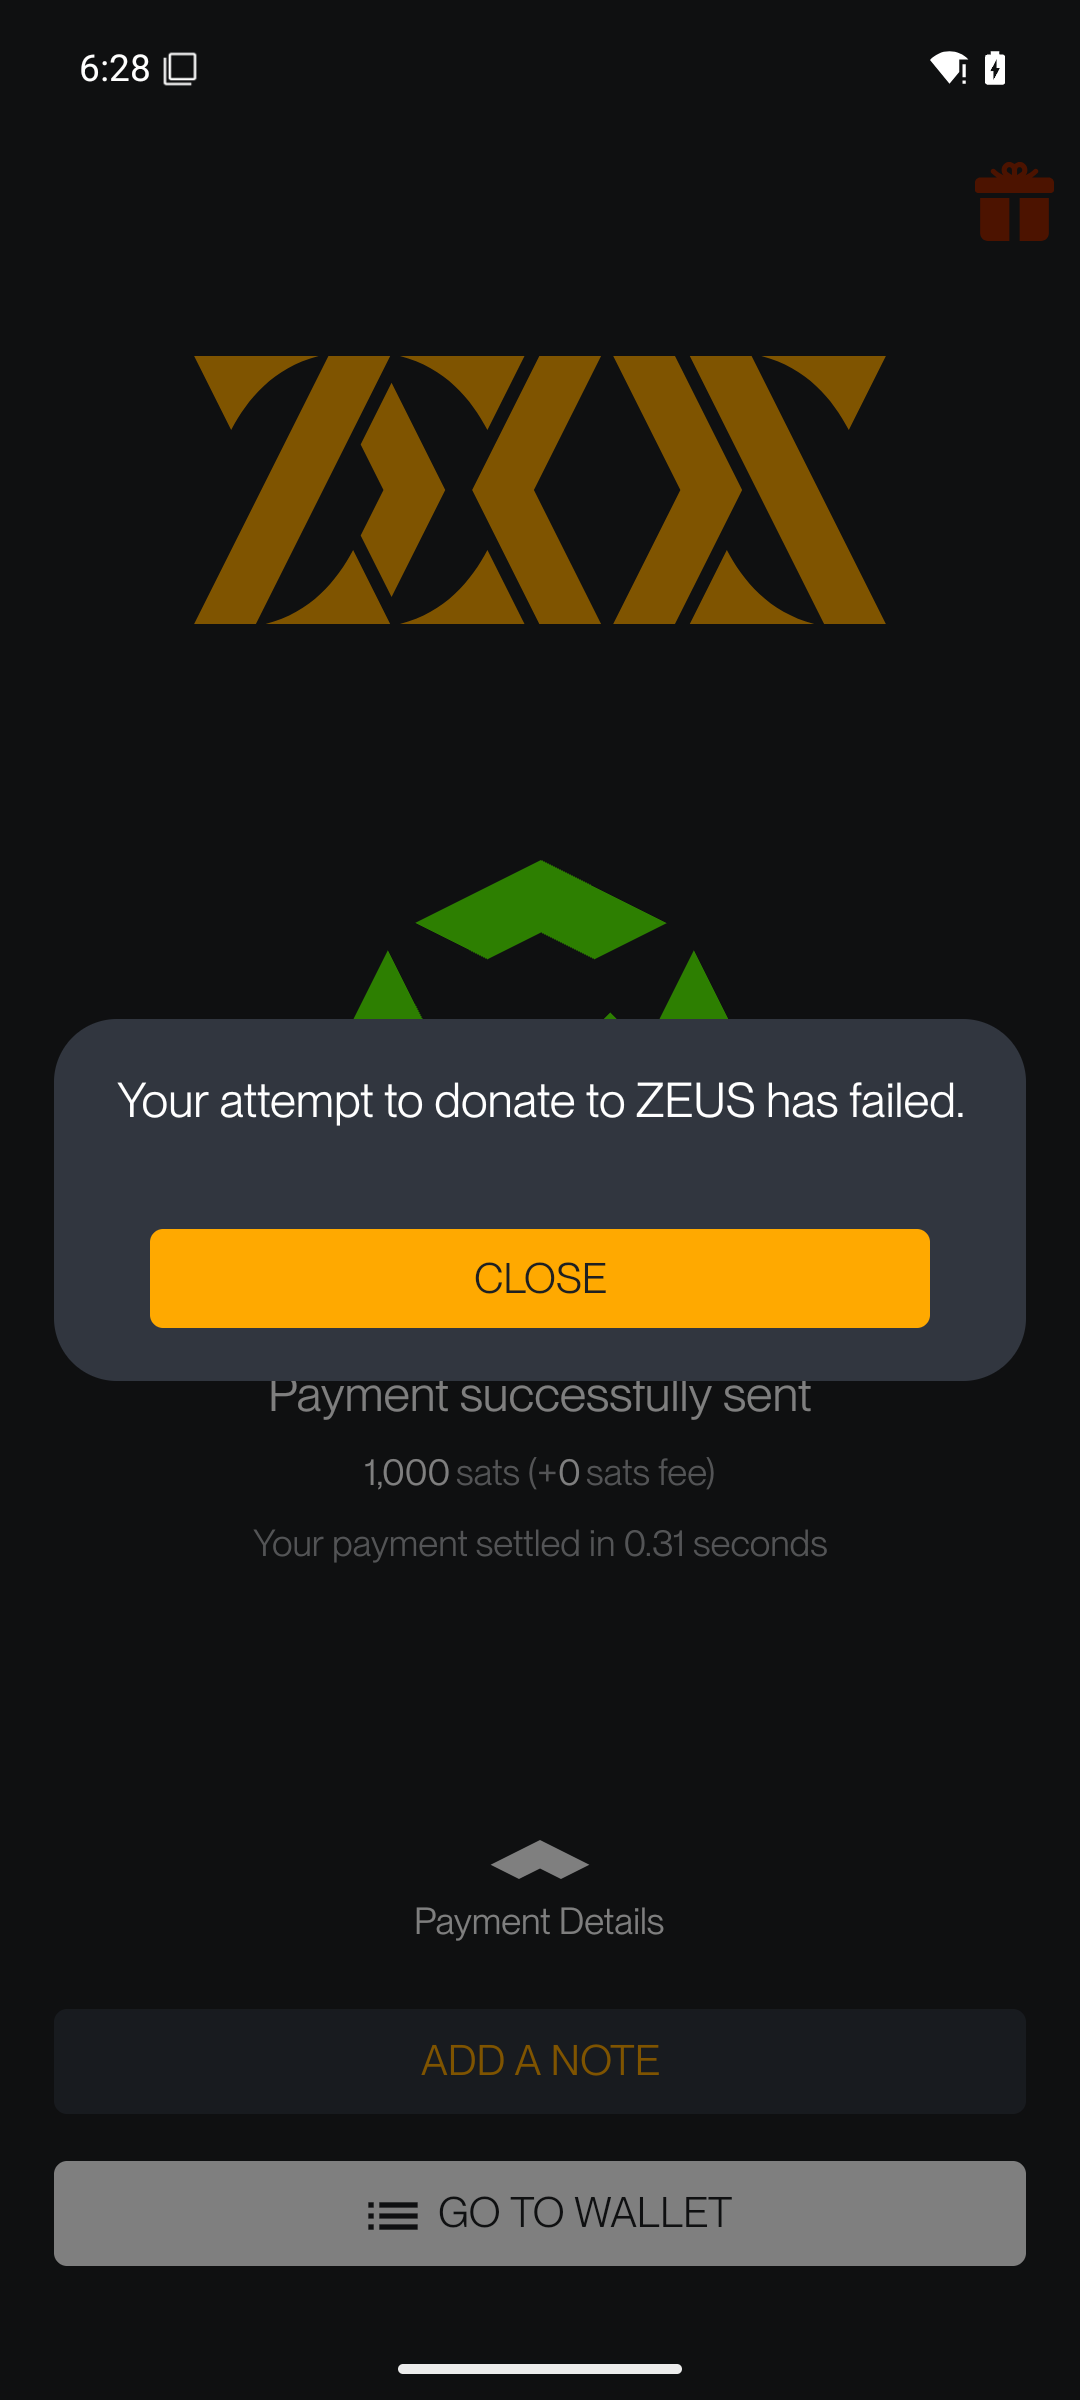 6:28
ZEUS
Your attempt to donate to ZEUS has failed.
CLOSE
Payment successfully sent
1,000 sats (+0 sats fee)
Your payment settled in 0.31 seconds
Payment Details
ADD A NOTE
GO TO WALLET